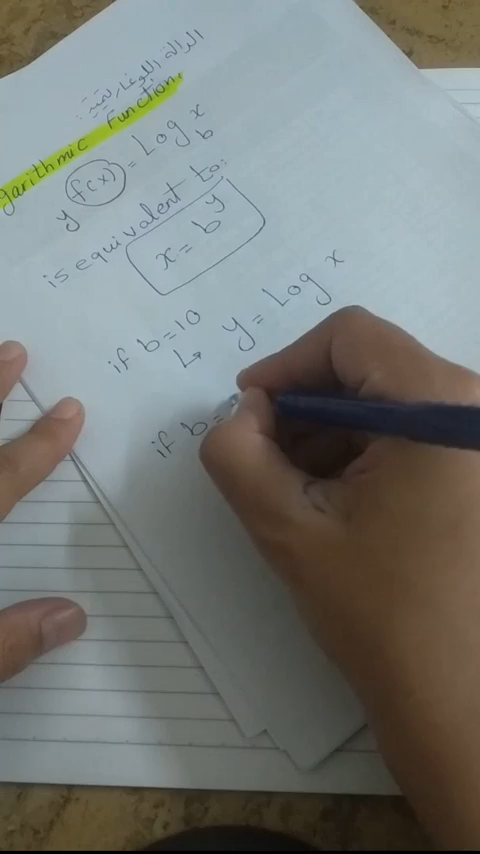 الدالة اللوغاريتمية:
garithmic Function.
y f(x) = Log x b
is equivalent to:
x = b^y
if b=10
↳ y = Log x
if b=